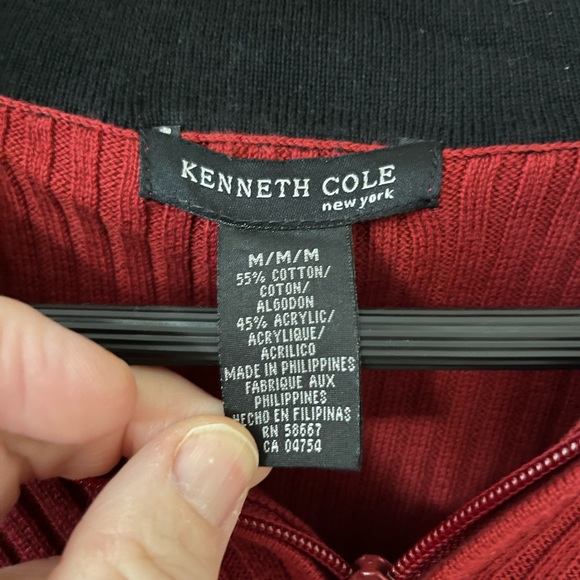 KENNETH COLE
new york
M/M/M
55% COTTON/
COTON/
ALGODON
45% ACRYLIC/
ACRYLIQUE/
ACRILICO
MADE IN PHILIPPINES
FABRIQUE AUX
PHILIPPINES
HECHO EN FILIPINAS
RN 58667
CA 04754